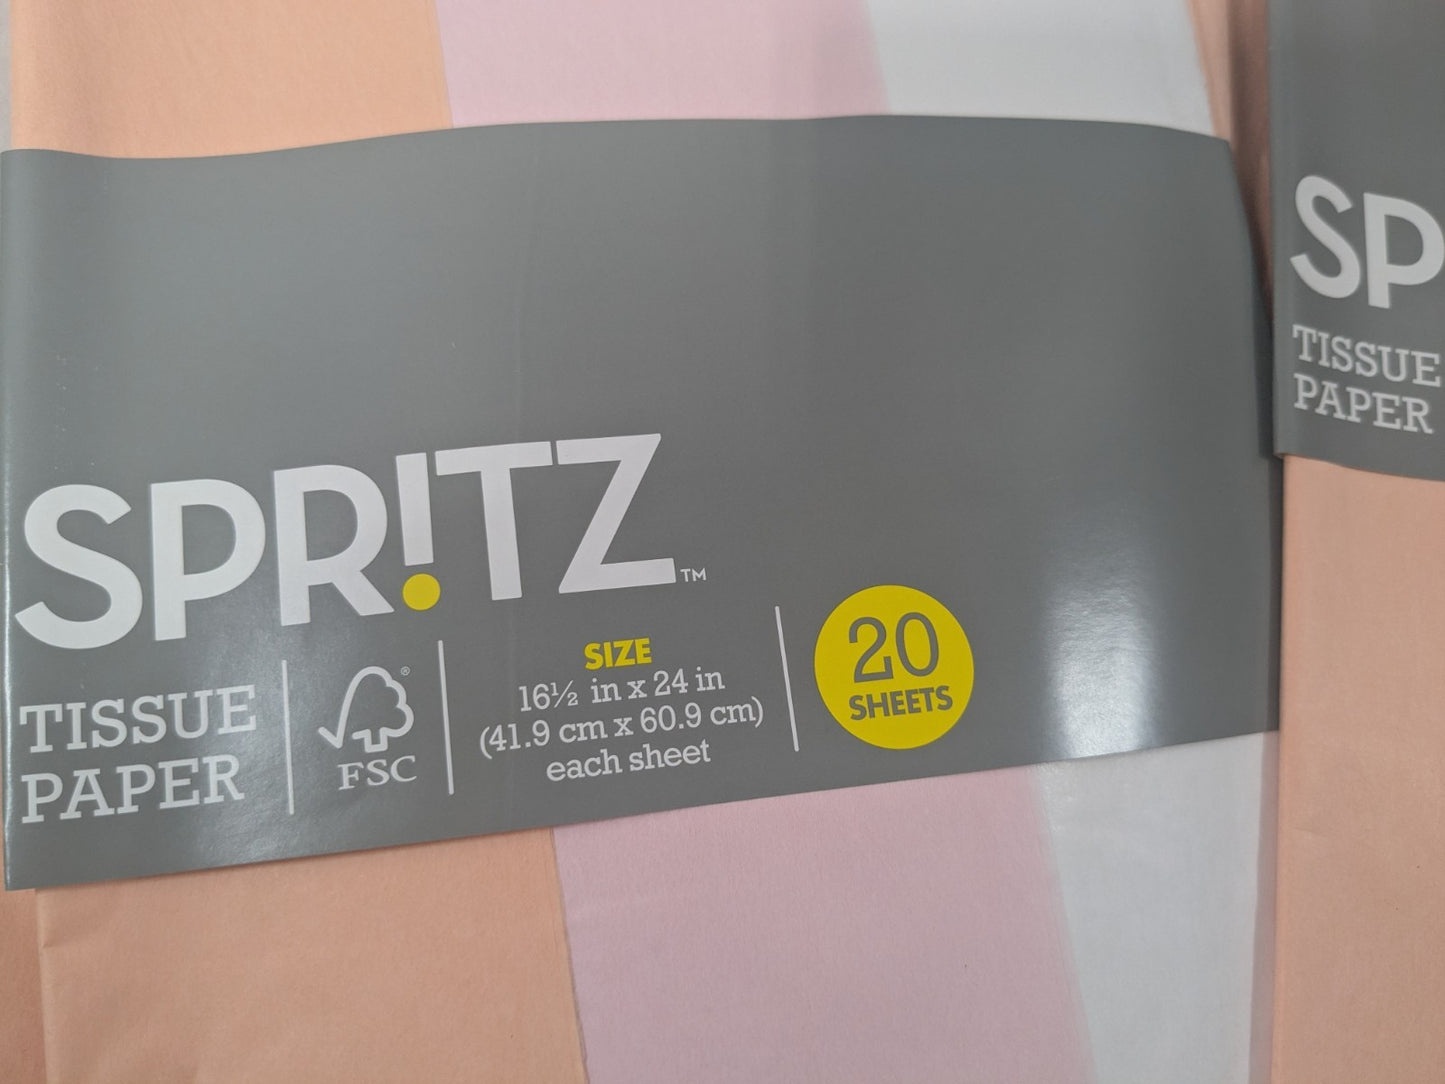 SPR!TZ™
TISSUE
PAPER
FSC®
SIZE
16½ in x 24 in
(41.9 cm x 60.9 cm)
each sheet
20
SHEETS
SP
TISSUE
PAPER